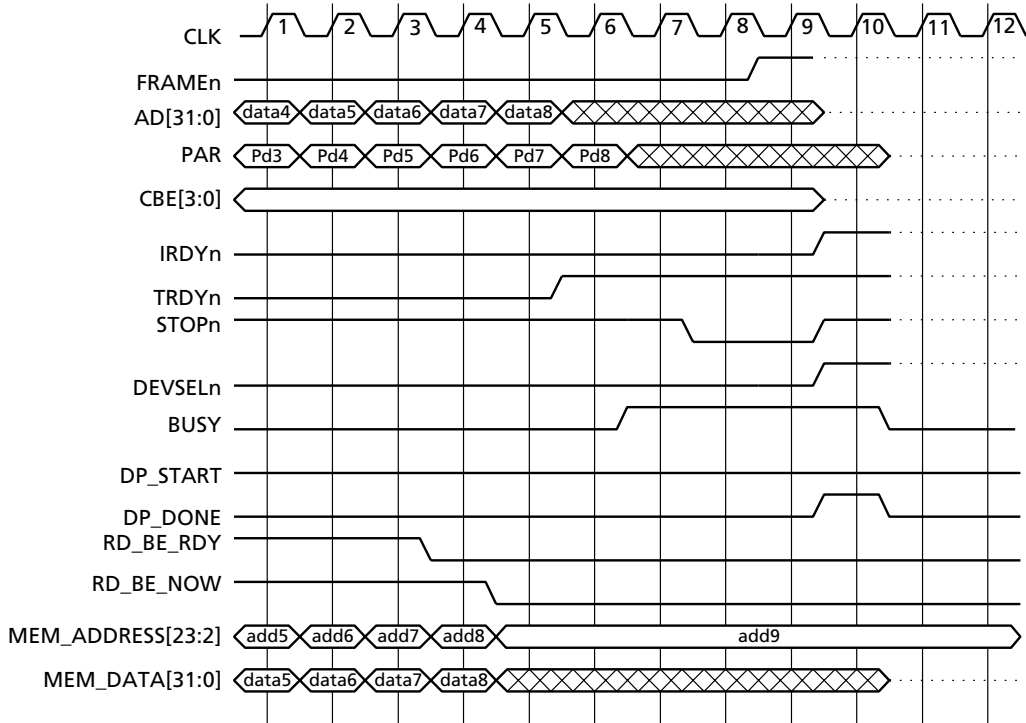 CLK 1 2 3 4 5 6 7 8 9 10 11 12
FRAMEn
AD[31:0] data4 data5 data6 data7 data8
PAR Pd3 Pd4 Pd5 Pd6 Pd7 Pd8
CBE[3:0]
IRDYn
TRDYn
STOPn
DEVSELn
BUSY
DP_START
DP_DONE
RD_BE_RDY
RD_BE_NOW
MEM_ADDRESS[23:2] add5 add6 add7 add8 add9
MEM_DATA[31:0] data5 data6 data7 data8